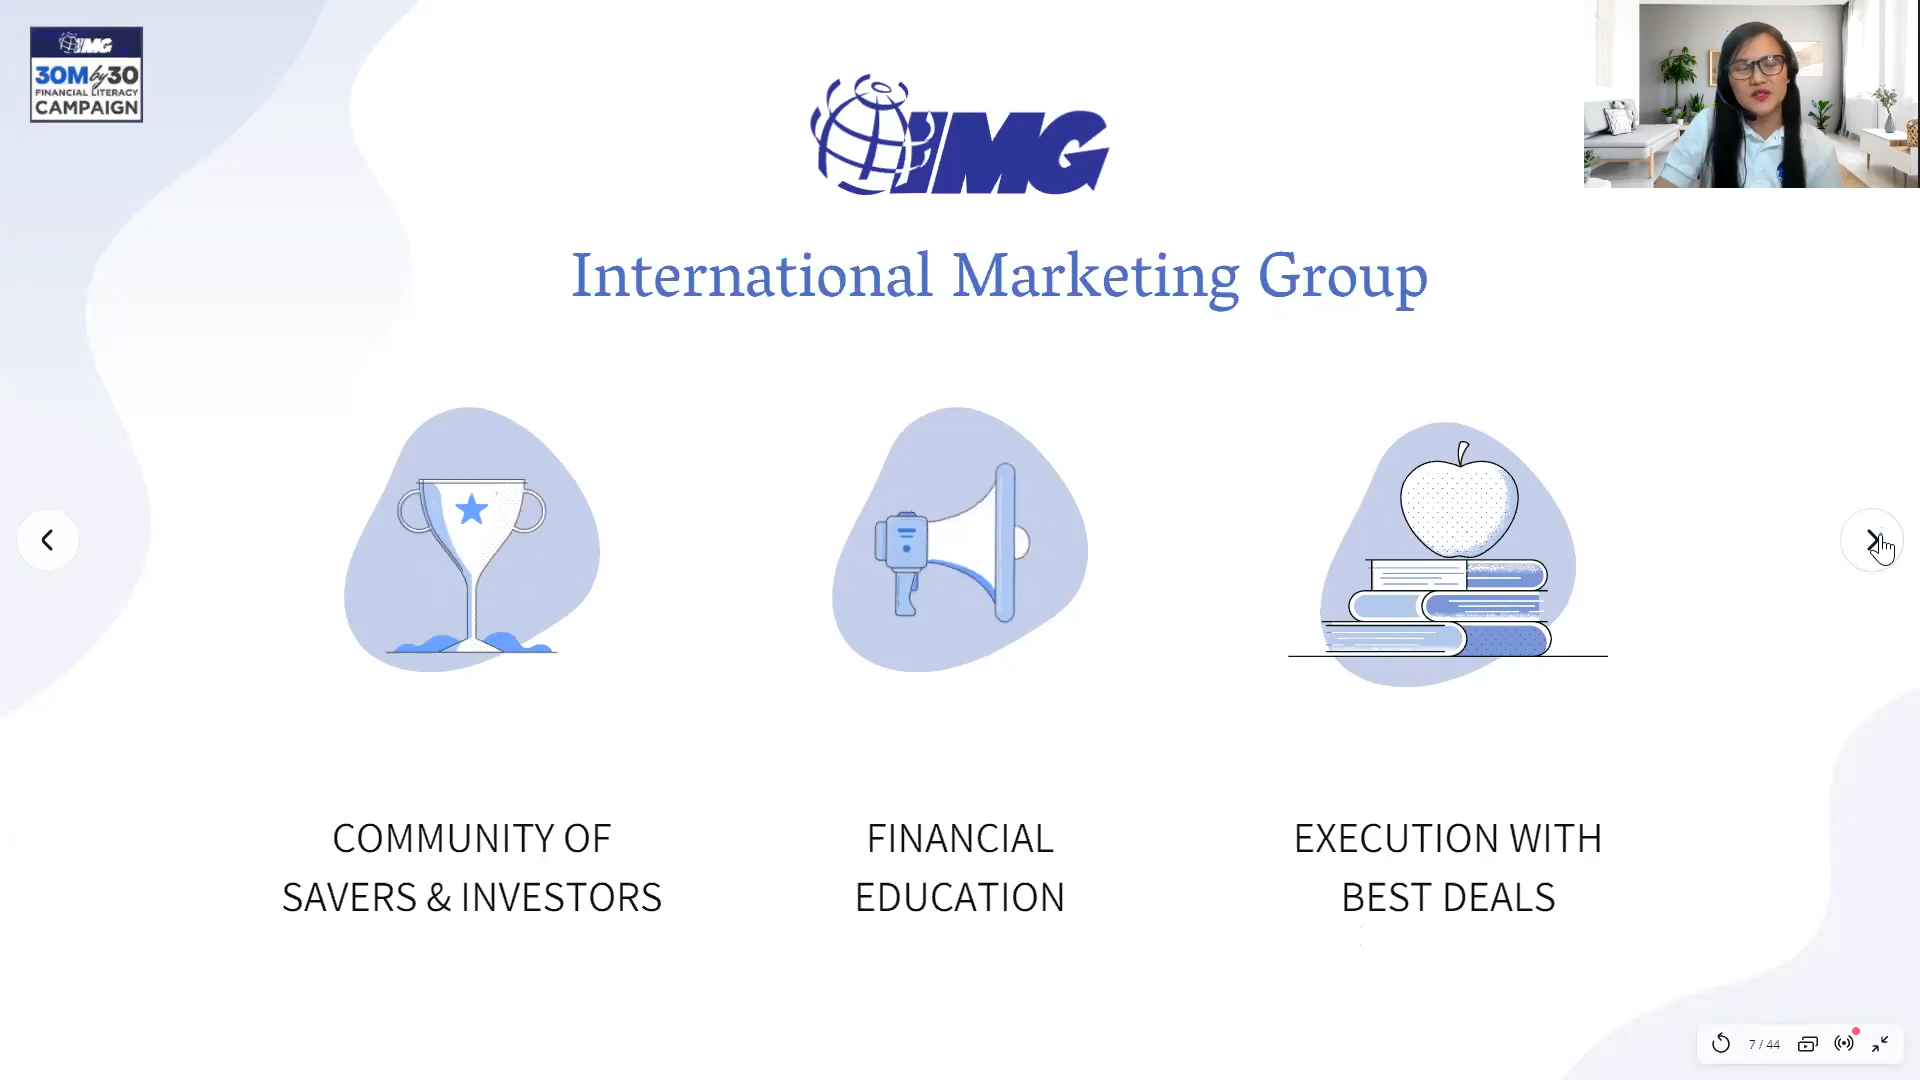 IMG
30M by 30
FINANCIAL LITERACY
CAMPAIGN
IMG
International Marketing Group
COMMUNITY OF
SAVERS & INVESTORS
FINANCIAL
EDUCATION
EXECUTION WITH
BEST DEALS
7 / 44